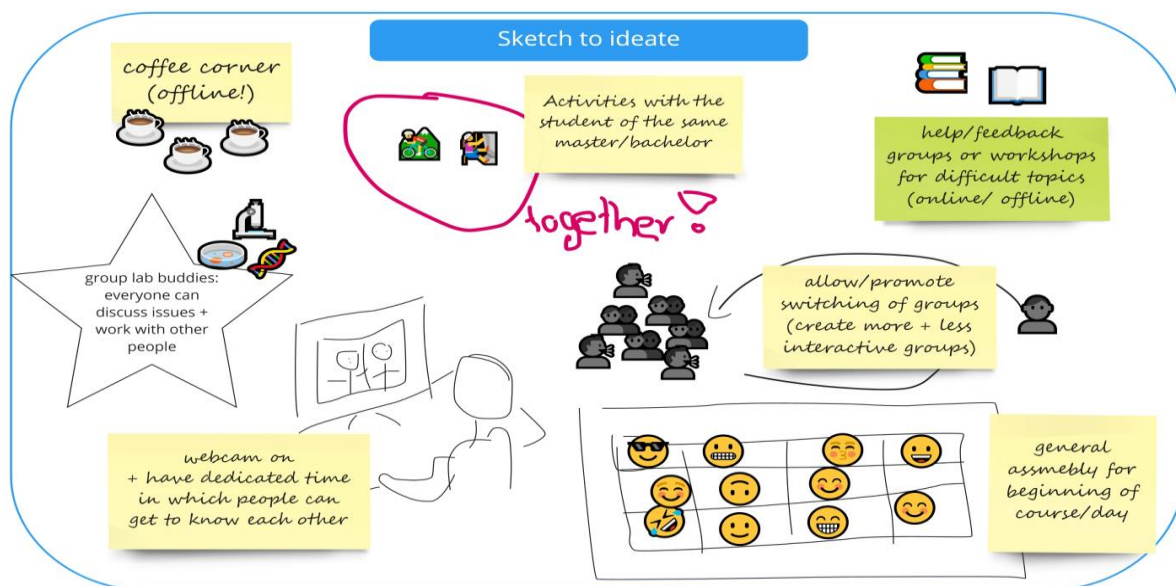 Sketch to ideate
coffee corner
(offline!)
Activities with the
student of the same
master/bachelor
together!
help/feedback
groups or workshops
for difficult topics
(online/ offline)
group lab buddies:
everyone can
discuss issues +
work with other
people
allow/promote
switching of groups
(create more + less
interactive groups)
webcam on
+ have dedicated time
in which people can
get to know each other
general
assmebly for
beginning of
course/day